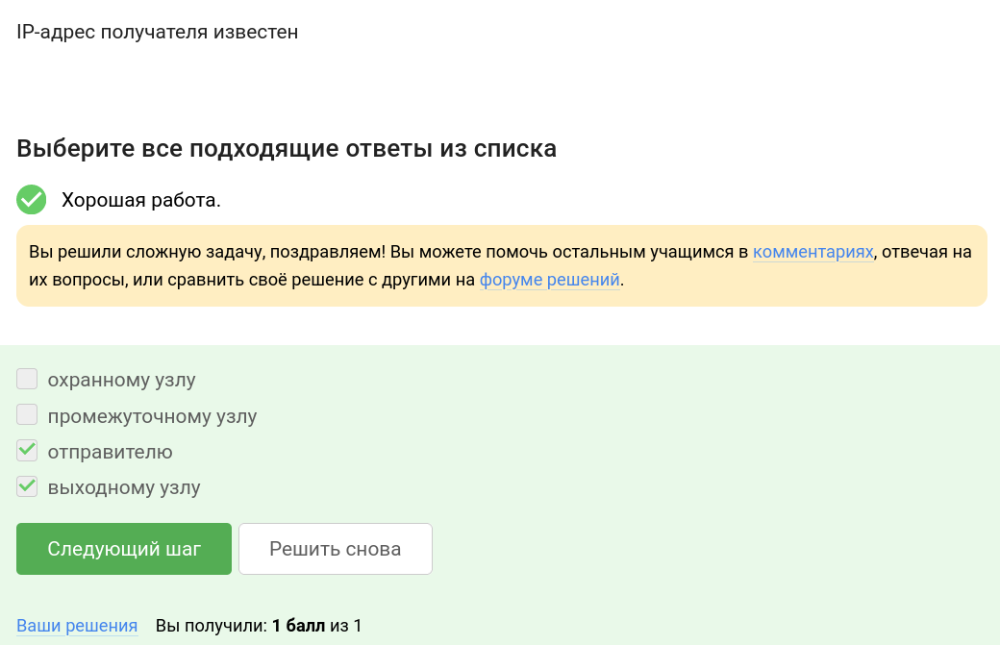 IP-адрес получателя известен
Выберите все подходящие ответы из списка
Хорошая работа.
Вы решили сложную задачу, поздравляем! Вы можете помочь остальным учащимся в комментариях, отвечая на
их вопросы, или сравнить своё решение с другими на форуме решений.
охранному узлу
промежуточному узлу
отправителю
выходному узлу
Следующий шаг Решить снова
Ваши решения Вы получили: 1 балл из 1